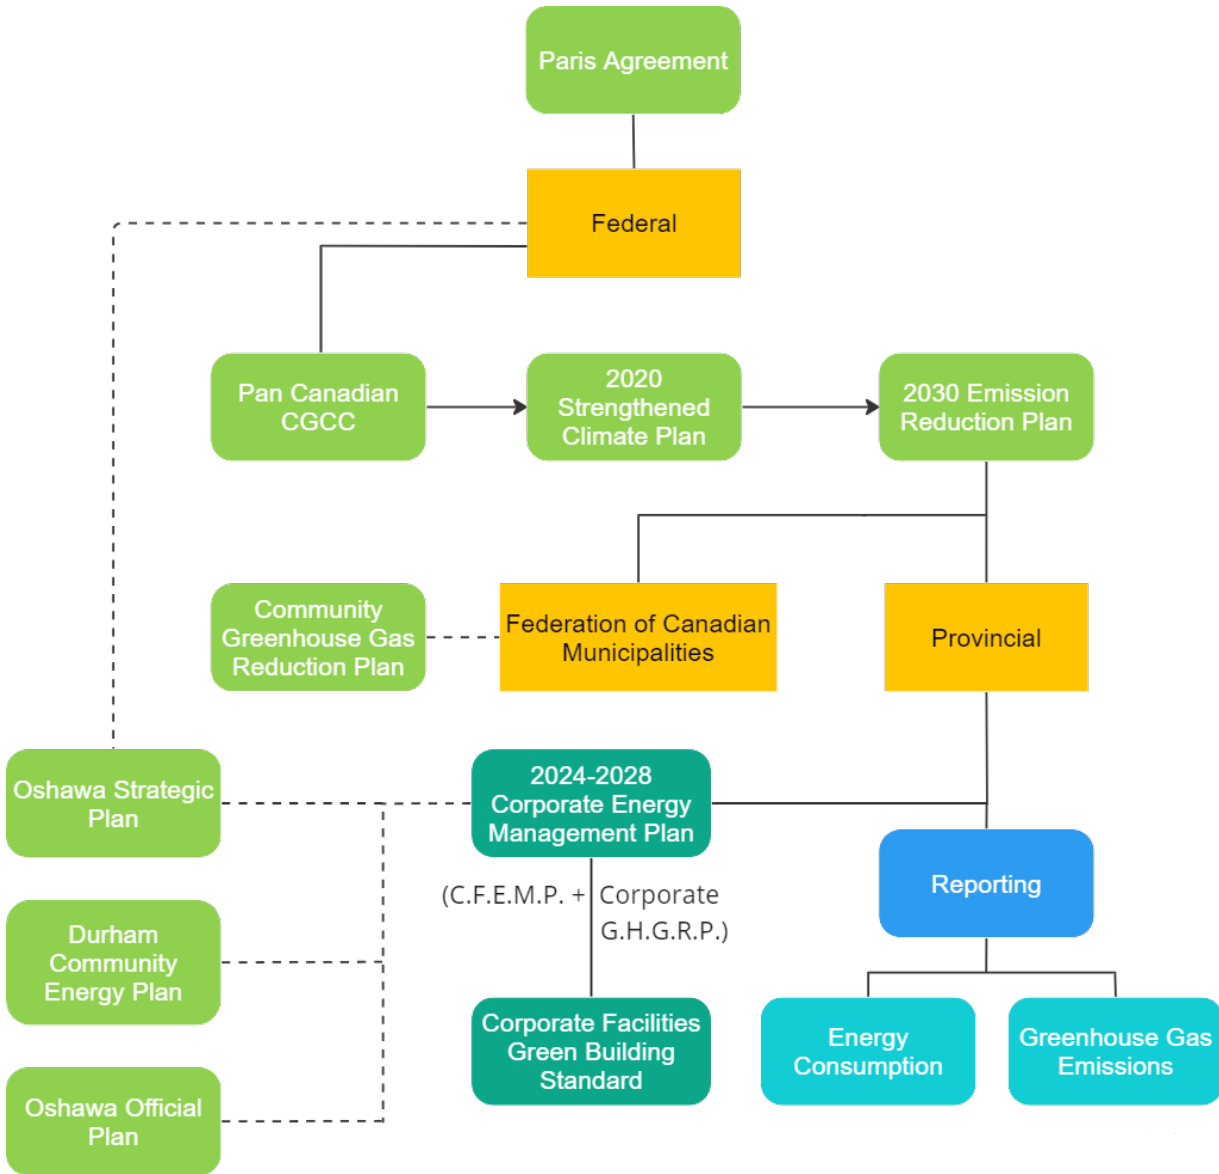 Paris Agreement
Federal
Pan Canadian
CGCC
2020
Strengthened
Climate Plan
2030 Emission
Reduction Plan
Community
Greenhouse Gas
Reduction Plan
Federation of Canadian
Municipalities
Provincial
Oshawa Strategic
Plan
2024-2028
Corporate Energy
Management Plan
Reporting
(C.F.E.M.P. + Corporate
G.H.G.R.P.)
Durham
Community
Energy Plan
Corporate Facilities
Green Building
Standard
Energy
Consumption
Greenhouse Gas
Emissions
Oshawa Official
Plan